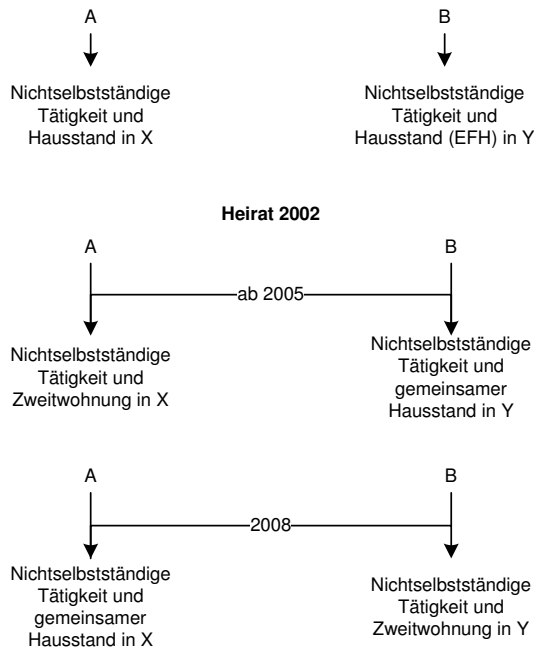 A
B
Nichtselbstständige
Tätigkeit und
Hausstand in X
Nichtselbstständige
Tätigkeit und
Hausstand (EFH) in Y
Heirat 2002
A
B
ab 2005
Nichtselbstständige
Tätigkeit und
Zweitwohnung in X
Nichtselbstständige
Tätigkeit und
gemeinsamer
Hausstand in Y
A
B
2008
Nichtselbstständige
Tätigkeit und
gemeinsamer
Hausstand in X
Nichtselbstständige
Tätigkeit und
Zweitwohnung in Y